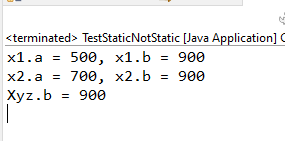 <terminated> TestStaticNotStatic [Java Application] C
x1.a = 500, x1.b = 900
x2.a = 700, x2.b = 900
Xyz.b = 900